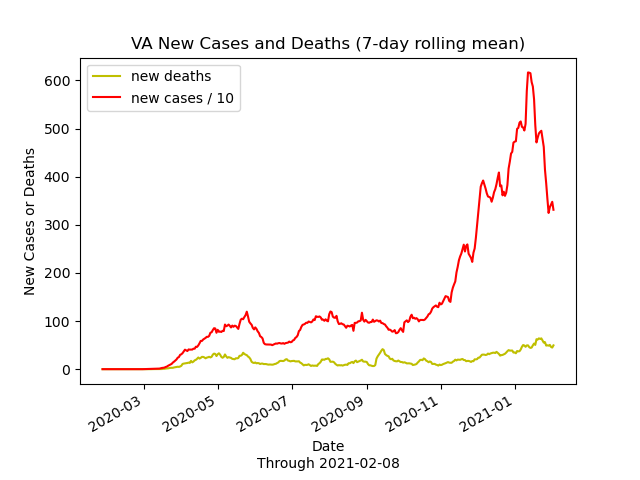 VA New Cases and Deaths (7-day rolling mean)
new deaths
new cases / 10
600
500
400
300
200
100
0
New Cases or Deaths
2020-03
2020-05
2020-07
2020-09
2020-11
2021-01
Date
Through 2021-02-08